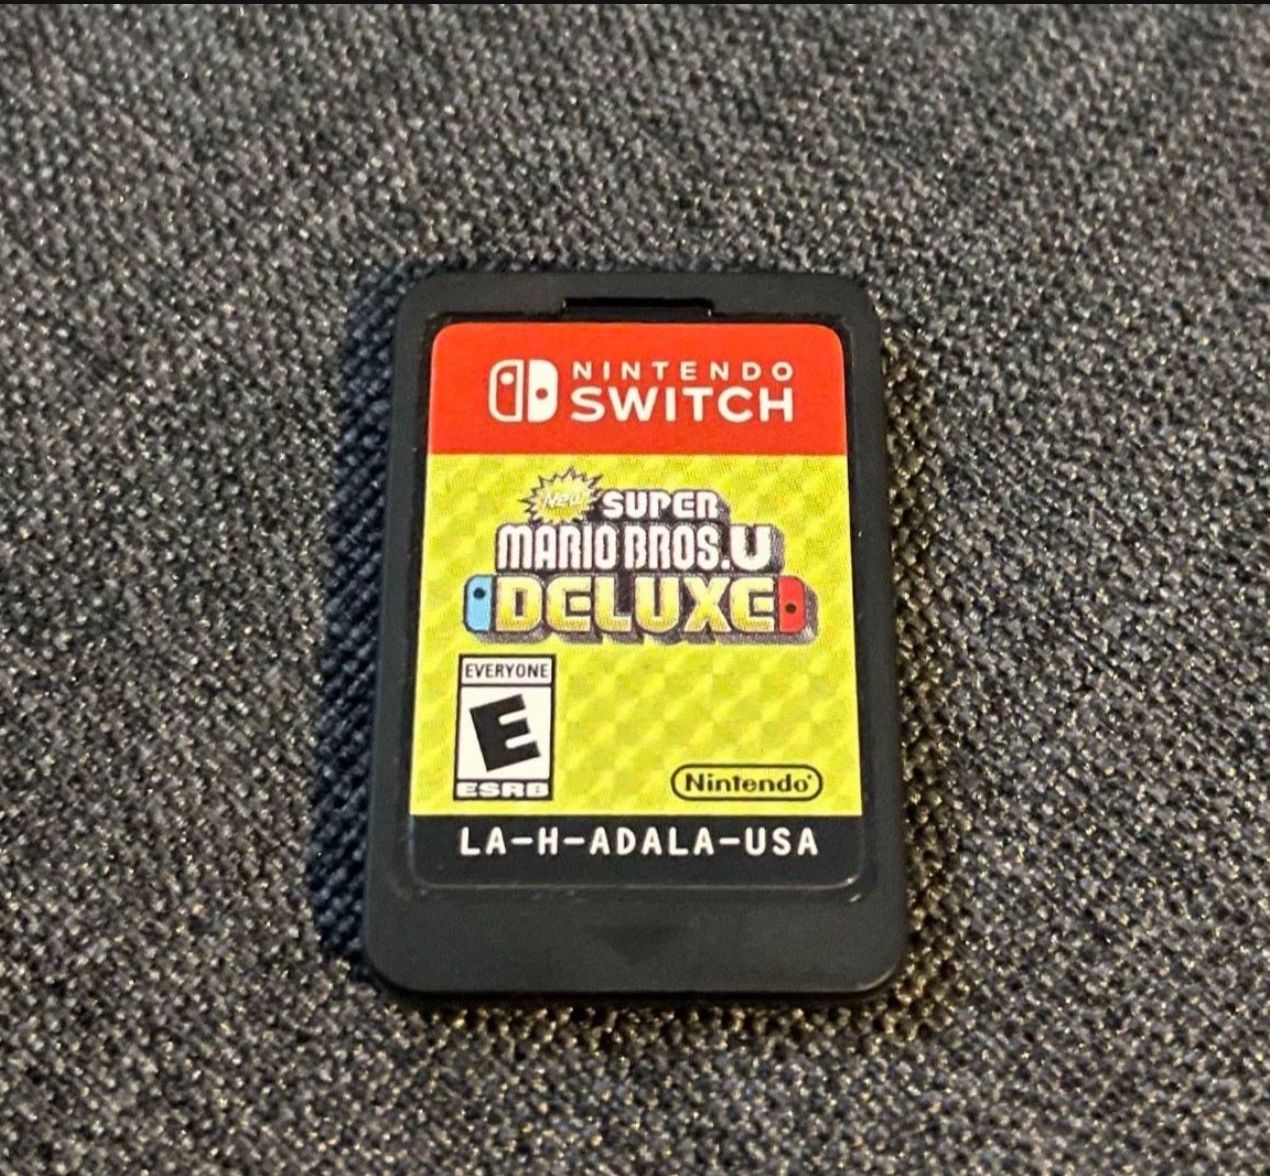 NINTENDO
SWITCH
New SUPER
MARIO BROS. U
DELUXE
EVERYONE
E
ESRB
Nintendo
LA-H-ADALA-USA